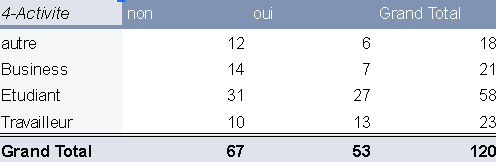 4-Activite non oui Grand Total
autre 12 6 18
Business 14 7 21
Etudiant 31 27 58
Travailleur 10 13 23
Grand Total 67 53 120